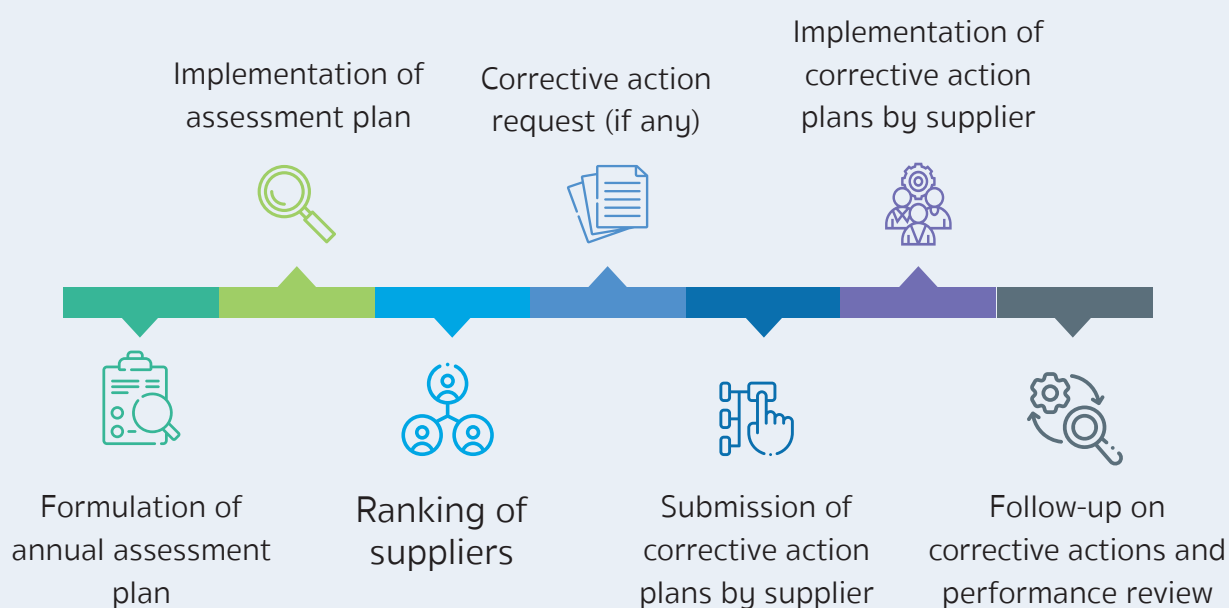 Formulation of
annual assessment
plan
Implementation of
assessment plan
Ranking of
suppliers
Corrective action
request (if any)
Submission of
corrective action
plans by supplier
Implementation of
corrective action
plans by supplier
Follow-up on
corrective actions and
performance review